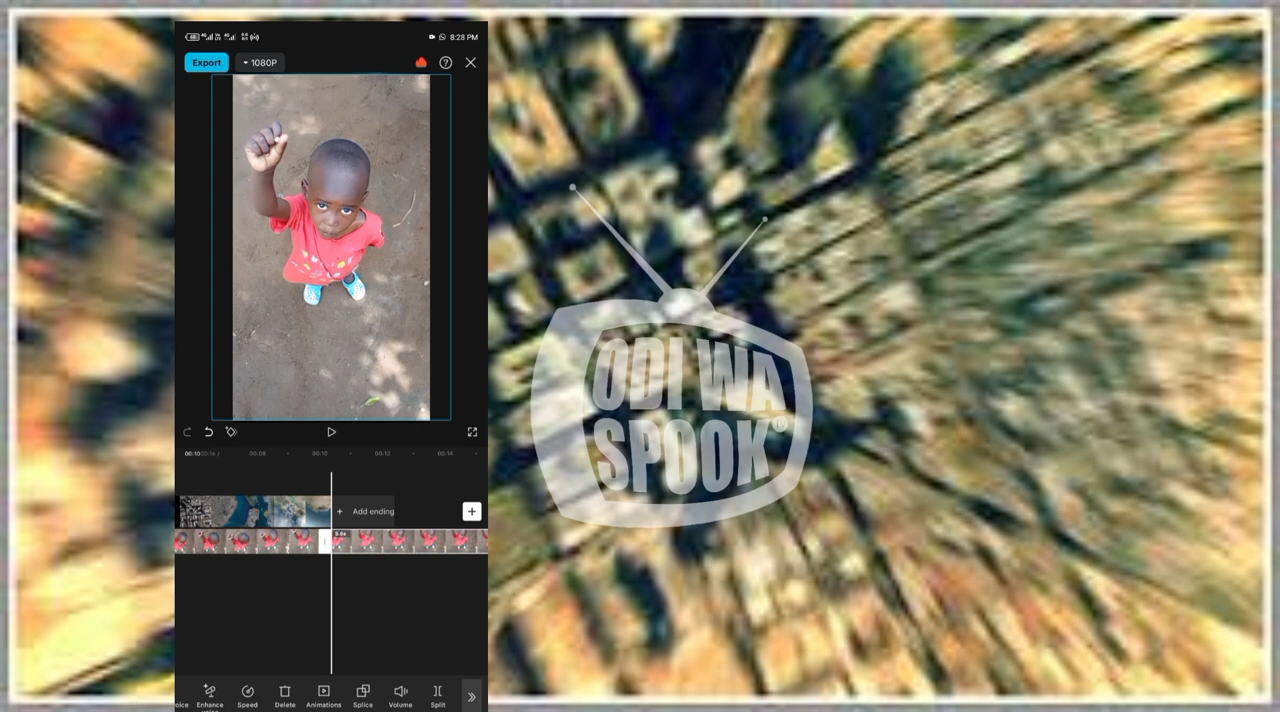 8:28 PM
Export
1080P
00:10
00:08
00:10
00:12
00:14
+ Add ending
+
Enhance voice
Speed
Delete
Animations
Splice
Volume
Split
ODI WA
SPOOK®